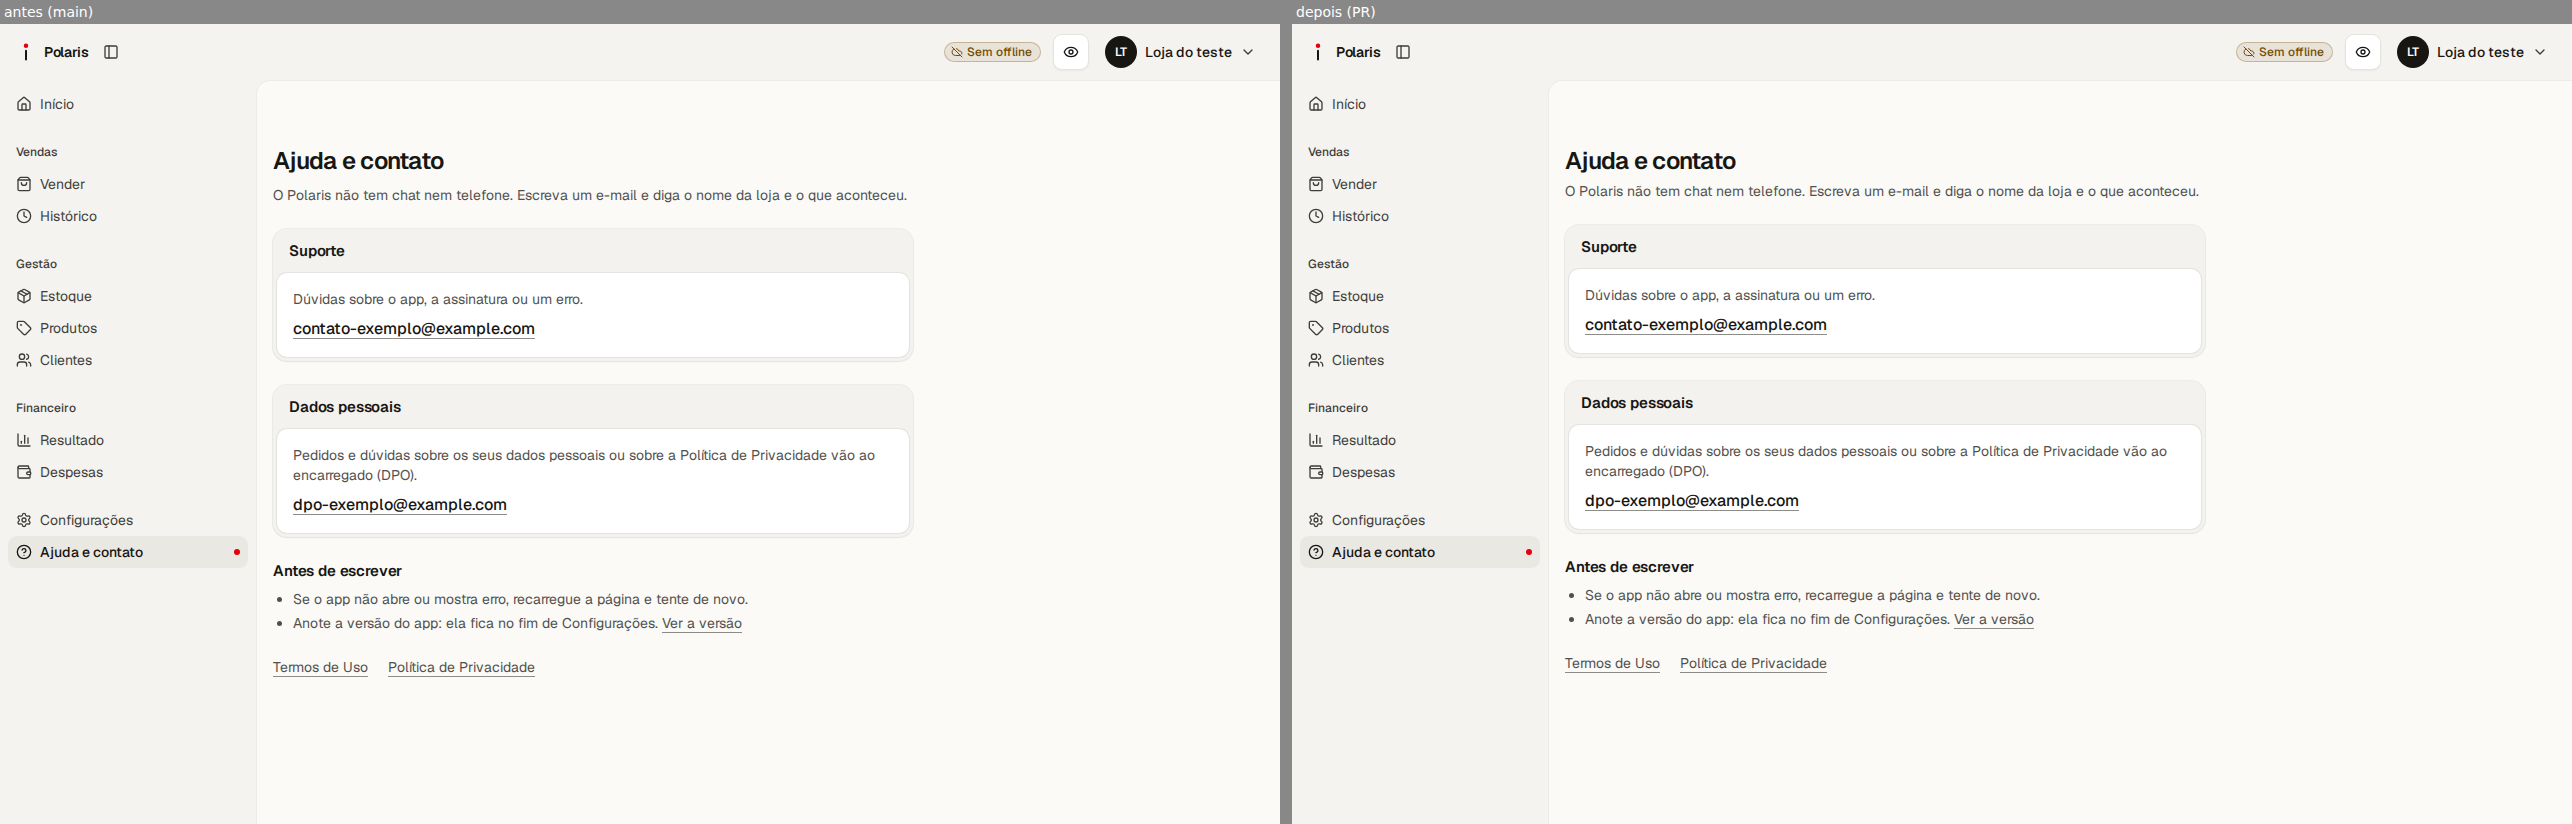 antes (main)
Polaris
Sem offline
LT
Loja do teste
Início
Vendas
Vender
Histórico
Gestão
Estoque
Produtos
Clientes
Financeiro
Resultado
Despesas
Configurações
Ajuda e contato
Ajuda e contato
O Polaris não tem chat nem telefone. Escreva um e-mail e diga o nome da loja e o que aconteceu.
Suporte
Dúvidas sobre o app, a assinatura ou um erro.
contato-exemplo@example.com
Dados pessoais
Pedidos e dúvidas sobre os seus dados pessoais ou sobre a Política de Privacidade vão ao
encarregado (DPO).
dpo-exemplo@example.com
Antes de escrever
• Se o app não abre ou mostra erro, recarregue a página e tente de novo.
• Anote a versão do app: ela fica no fim de Configurações. Ver a versão
Termos de Uso Política de Privacidade
depois (PR)
Polaris
Sem offline
LT
Loja do teste
Início
Vendas
Vender
Histórico
Gestão
Estoque
Produtos
Clientes
Financeiro
Resultado
Despesas
Configurações
Ajuda e contato
Ajuda e contato
O Polaris não tem chat nem telefone. Escreva um e-mail e diga o nome da loja e o que aconteceu.
Suporte
Dúvidas sobre o app, a assinatura ou um erro.
contato-exemplo@example.com
Dados pessoais
Pedidos e dúvidas sobre os seus dados pessoais ou sobre a Política de Privacidade vão ao
encarregado (DPO).
dpo-exemplo@example.com
Antes de escrever
• Se o app não abre ou mostra erro, recarregue a página e tente de novo.
• Anote a versão do app: ela fica no fim de Configurações. Ver a versão
Termos de Uso Política de Privacidade